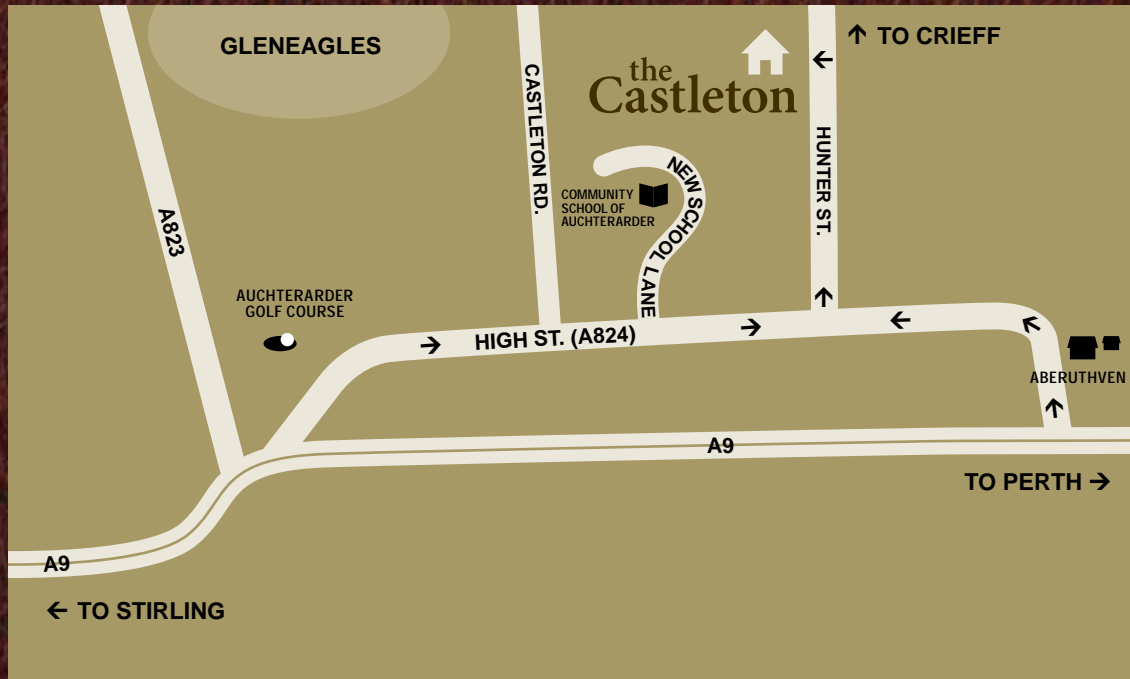 GLENEAGLES
↑ TO CRIEFF
the
Castleton
CASTLETON RD.
HUNTER ST.
NEW SCHOOL LANE
COMMUNITY
SCHOOL OF
AUCHTERARDER
A823
AUCHTERARDER
GOLF COURSE
HIGH ST. (A824)
ABERUTHVEN
A9
TO PERTH →
A9
← TO STIRLING